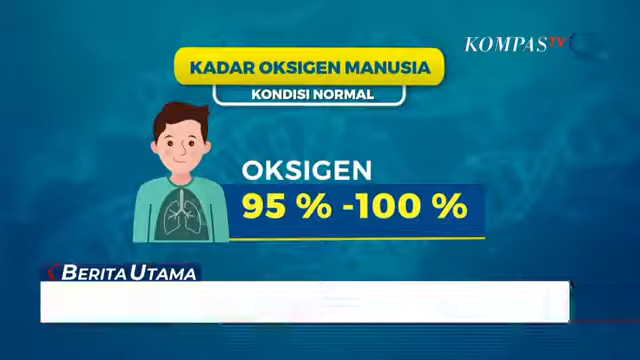 KOMPASTV
KADAR OKSIGEN MANUSIA
KONDISI NORMAL
OKSIGEN
95 % -100 %
BERITA UTAMA